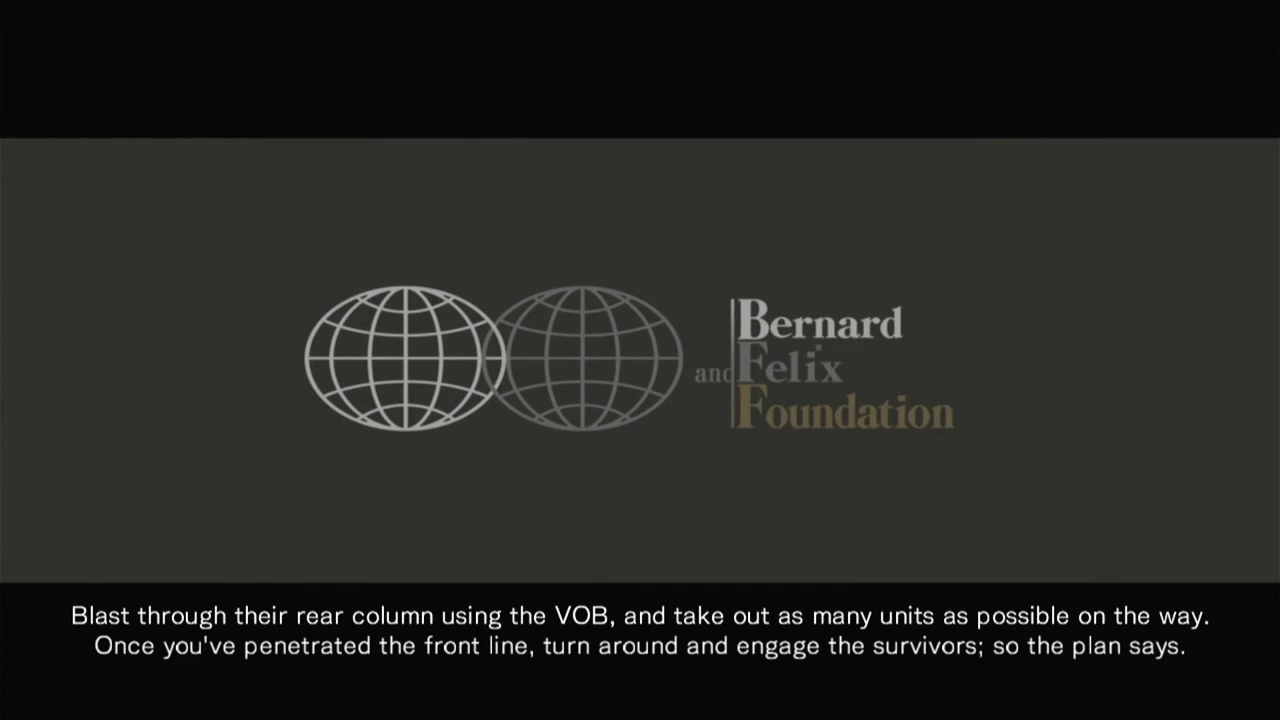 Bernard
and Felix
Foundation
Blast through their rear column using the VOB, and take out as many units as possible on the way.
Once you've penetrated the front line, turn around and engage the survivors; so the plan says.